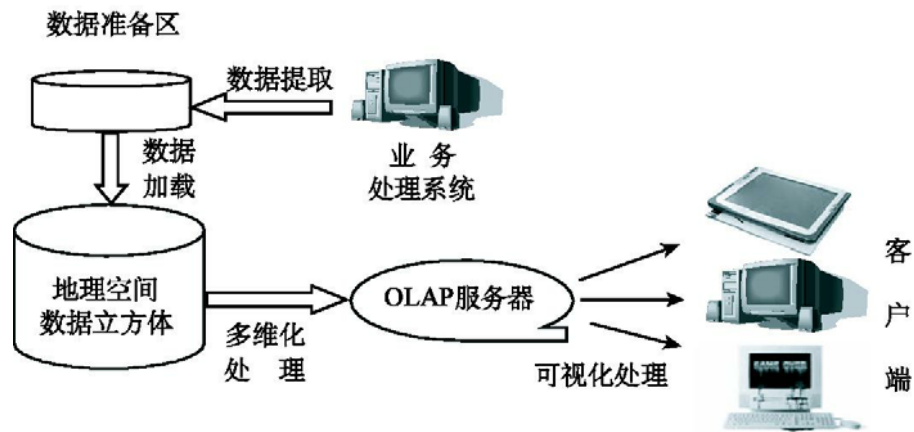 数据准备区
数据提取
数据
加载
业 务
处理系统
地理空间
数据立方体
多维化
处 理
OLAP服务器
可视化处理
客
户
端